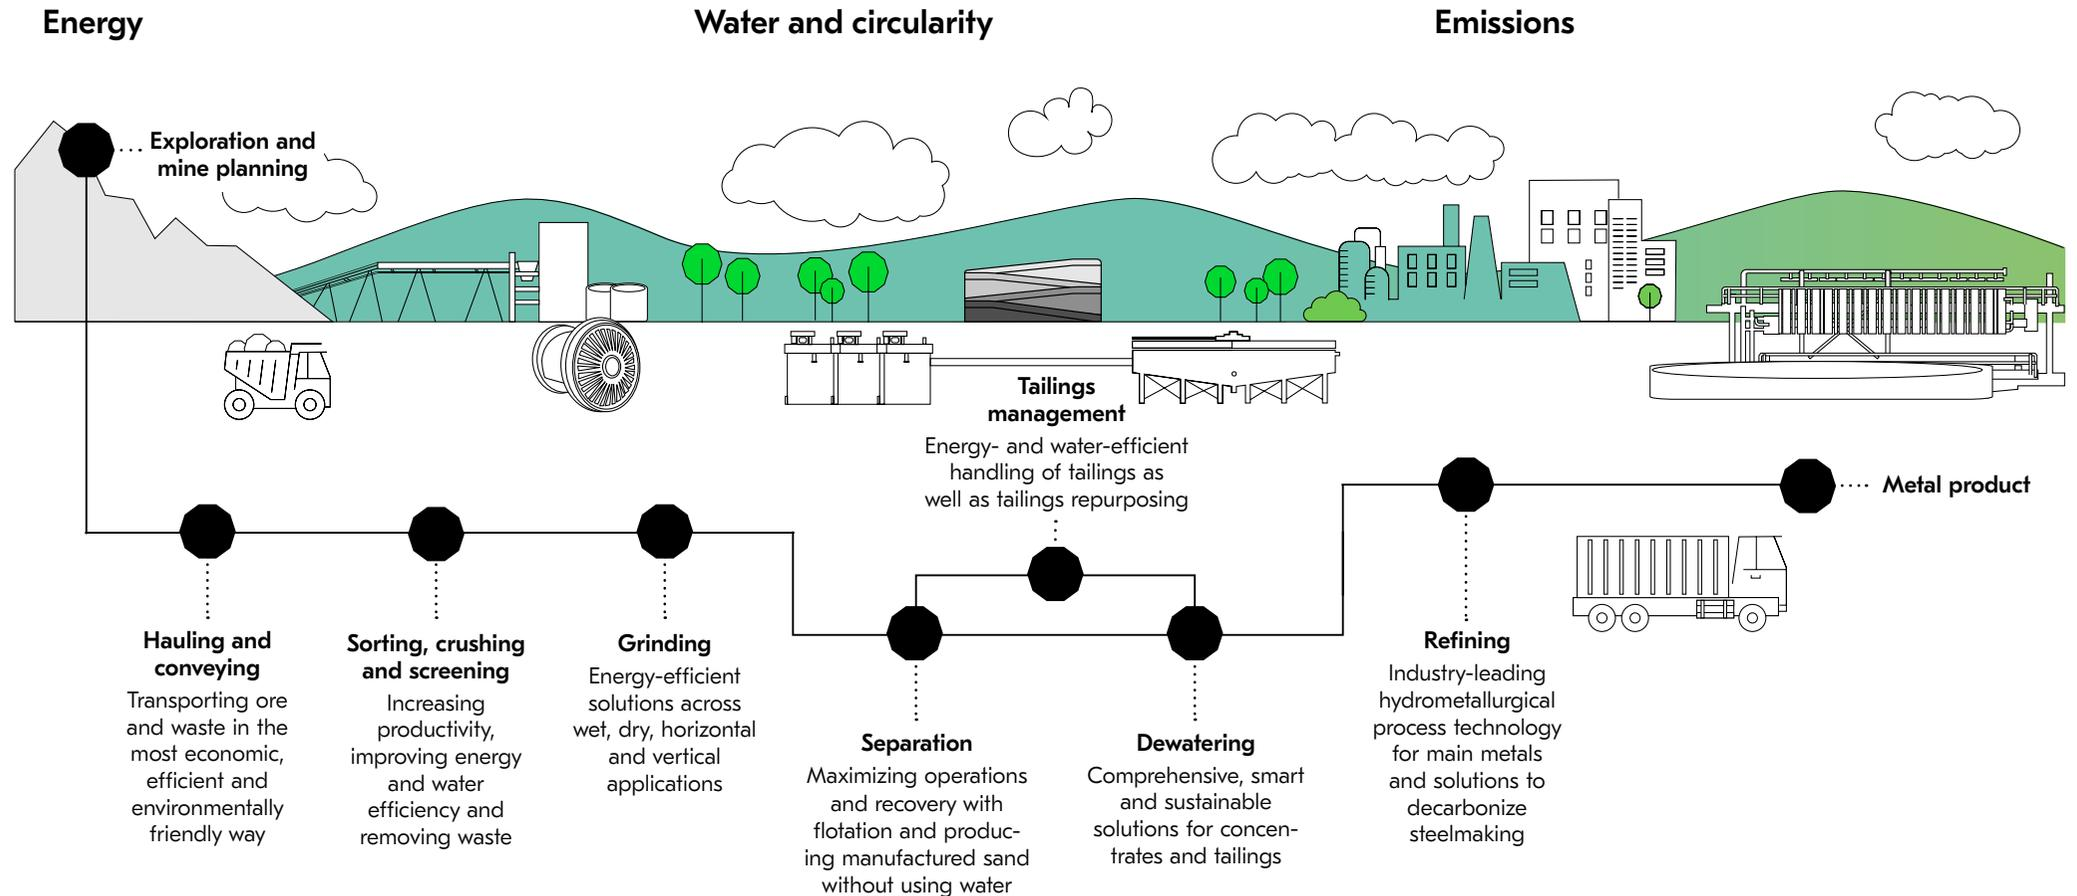 Energy
Water and circularity
Emissions
Exploration and
mine planning
Tailings
management
Energy- and water-efficient
handling of tailings as
well as tailings repurposing
Metal product
Hauling and
conveying
Transporting ore
and waste in the
most economic,
efficient and
environmentally
friendly way
Sorting, crushing
and screening
Increasing
productivity,
improving energy
and water
efficiency and
removing waste
Grinding
Energy-efficient
solutions across
wet, dry, horizontal
and vertical
applications
Separation
Maximizing operations
and recovery with
flotation and produc-
ing manufactured sand
without using water
Dewatering
Comprehensive, smart
and sustainable
solutions for concen-
trates and tailings
Refining
Industry-leading
hydrometallurgical
process technology
for main metals
and solutions to
decarbonize
steelmaking